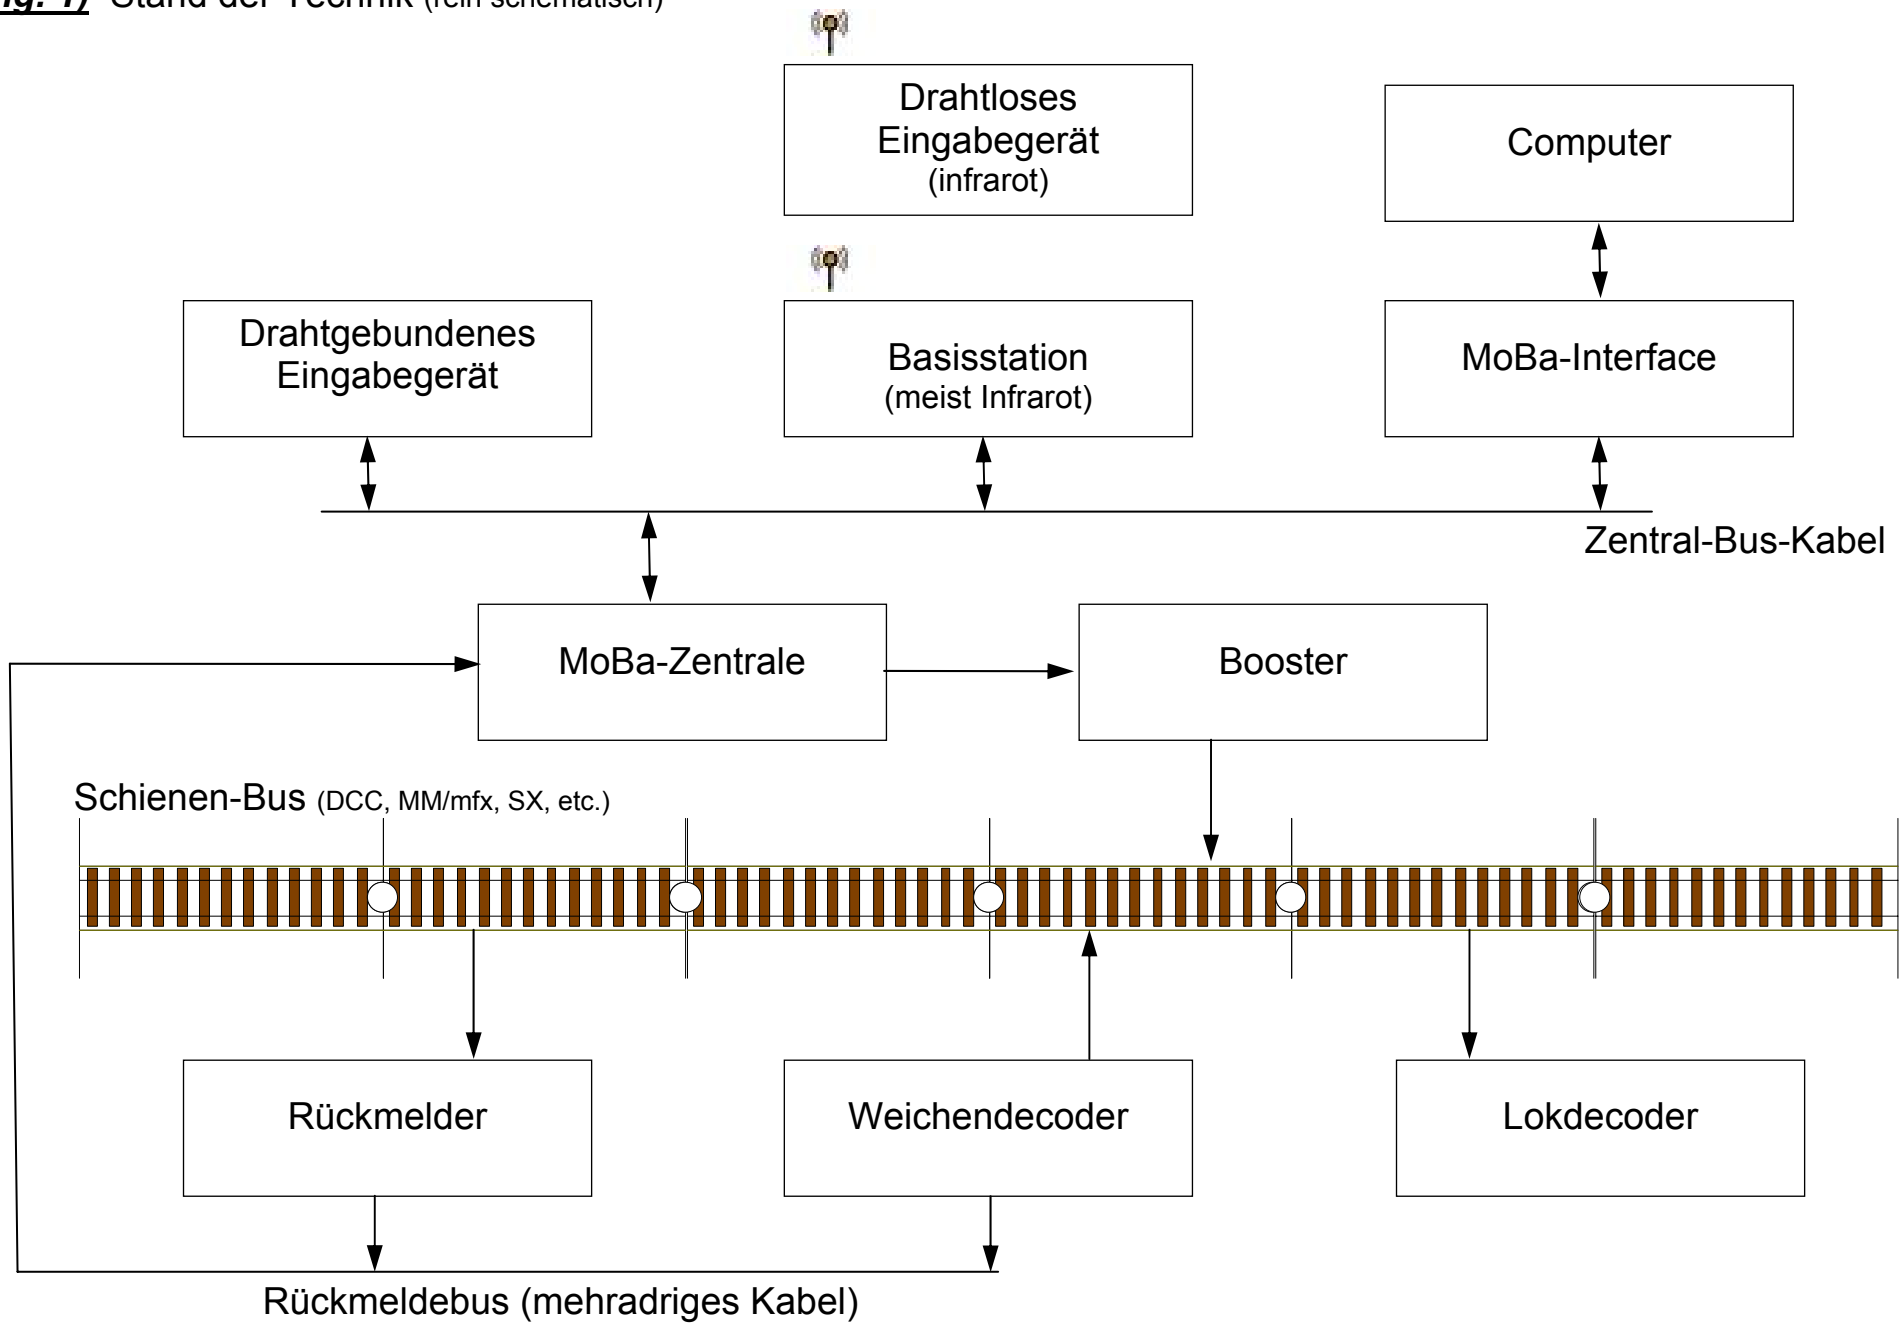 1) Stand der Technik (rein schematisch)
Drahtloses
Eingabegerät
(infrarot)
Computer
Drahtgebundenes
Eingabegerät
Basisstation
(meist Infrarot)
MoBa-Interface
Zentral-Bus-Kabel
MoBa-Zentrale
Booster
Schienen-Bus (DCC, MM/mfx, SX, etc.)
Rückmelder
Weichendecoder
Lokdecoder
Rückmeldebus (mehradriges Kabel)